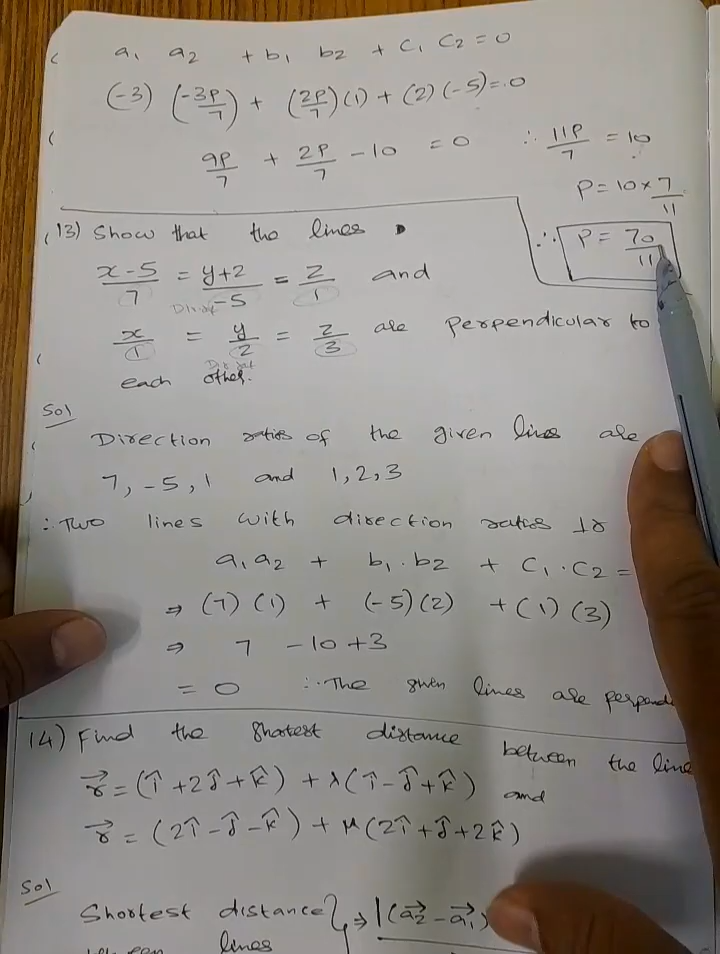 a₁ a₂ + b₁ b₂ + c₁ c₂ = 0
(-3) (-3P/7) + (2P/7) (1) + (2) (-5) = 0
9P/7 + 2P/7 - 10 = 0
∴ 11P/7 = 10
P = 10 × 7/11
∴ P = 70/11
13) Show that the lines
x-5/7 = y+2/-5 = z/1 and
x/1 = y/2 = z/3 are perpendicular to
each other.
Sol
Direction ratios of the given lines are
7, -5, 1 and 1, 2, 3
∴ Two lines with direction ratios ⊥r
a₁ a₂ + b₁ . b₂ + c₁ . c₂ =
⇒ (7) (1) + (-5) (2) + (1) (3)
⇒ 7 - 10 + 3
= 0 ∴ The given lines are
14) Find the Shortest distance between the line
r⃗ = (î + 2ĵ + k̂) + λ(î - ĵ + k̂) and
r⃗ = (2î - ĵ - k̂) + μ(2î + ĵ + 2k̂)
Sol
Shortest distance } ⇒ |(a⃗₂ - a⃗₁)
lines